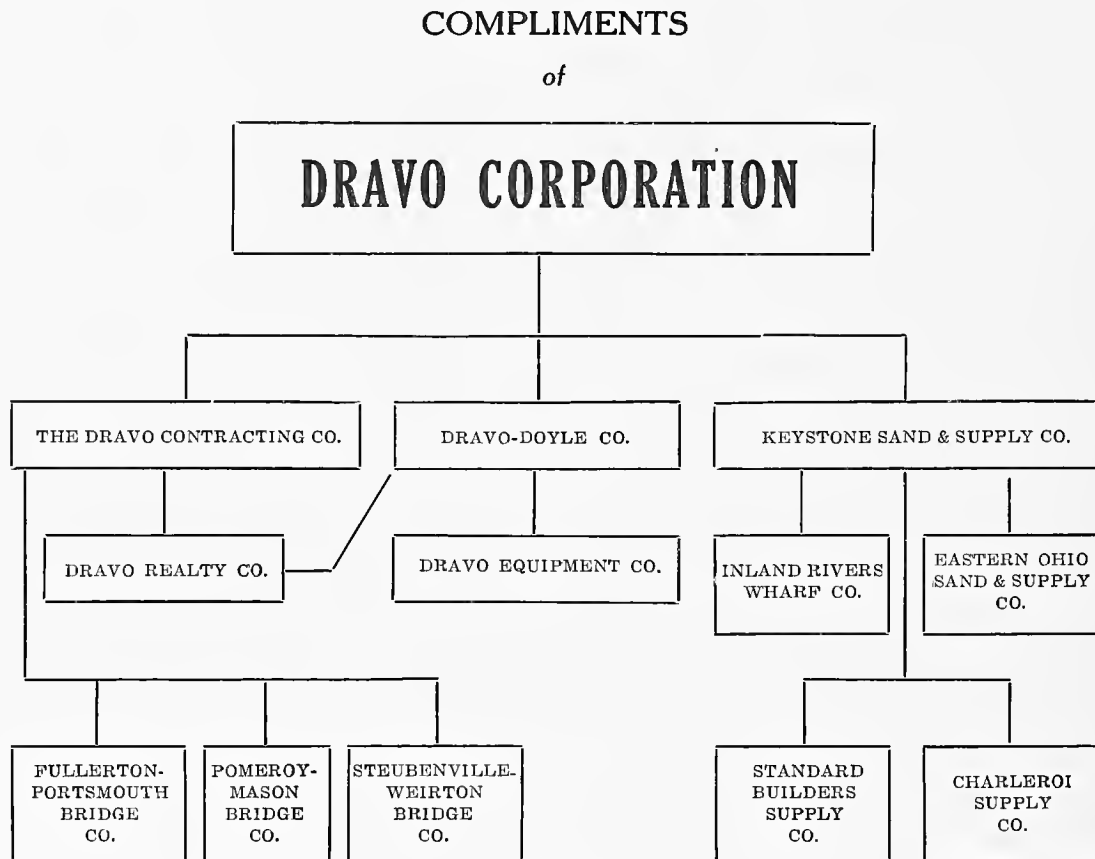 COMPLIMENTS
of
DRAVO CORPORATION
THE DRAVO CONTRACTING CO.
DRAVO-DOYLE CO.
KEYSTONE SAND & SUPPLY CO.
DRAVO REALTY CO.
DRAVO EQUIPMENT CO.
INLAND RIVERS
WHARF CO.
EASTERN OHIO
SAND & SUPPLY
CO.
FULLERTON-
PORTSMOUTH
BRIDGE
CO.
POMEROY-
MASON
BRIDGE
CO.
STEUBENVILLE-
WEIRTON
BRIDGE
CO.
STANDARD
BUILDERS
SUPPLY
CO.
CHARLEROI
SUPPLY
CO.